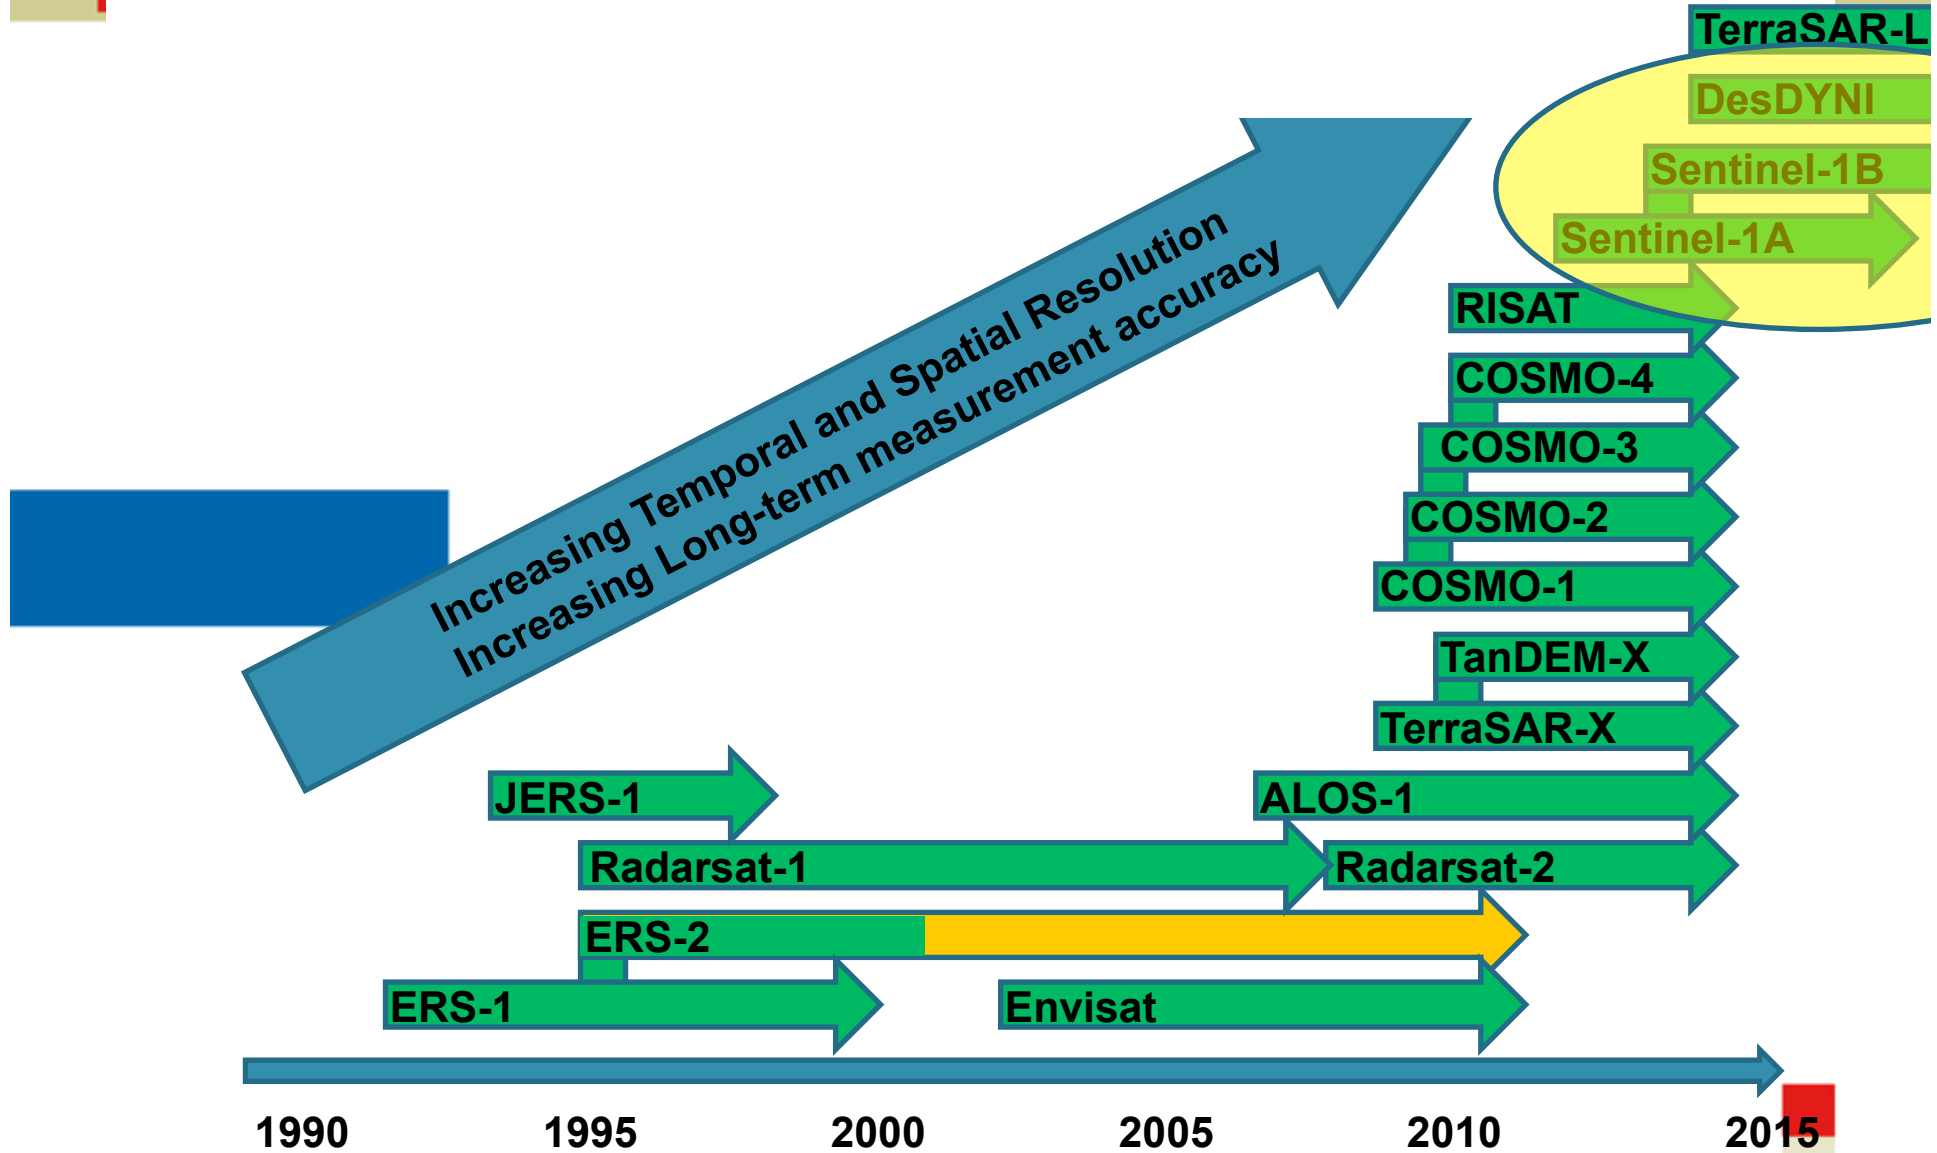 TerraSAR-L
DesDYNI
Sentinel-1B
Sentinel-1A
RISAT
COSMO-4
COSMO-3
COSMO-2
COSMO-1
TanDEM-X
TerraSAR-X
Increasing Temporal and Spatial Resolution
Increasing Long-term measurement accuracy
JERS-1
ALOS-1
Radarsat-1
Radarsat-2
ERS-2
ERS-1
Envisat
1990 1995 2000 2005 2010 2015